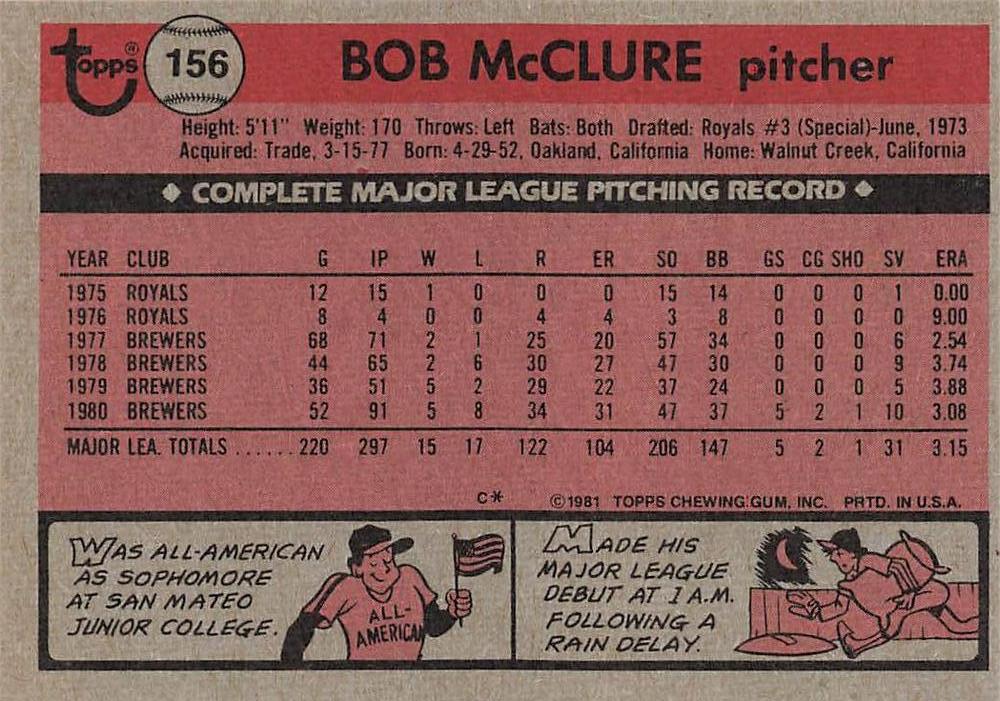 Topps® 156 BOB McCLURE pitcher
Height: 5'11" Weight: 170 Throws: Left Bats: Both Drafted: Royals #3 (Special)-June, 1973
Acquired: Trade, 3-15-77 Born: 4-29-52, Oakland, California Home: Walnut Creek, California
◆ COMPLETE MAJOR LEAGUE PITCHING RECORD ◆
YEAR CLUB G IP W L R ER SO BB GS CG SHO SV ERA
1975 ROYALS 12 15 1 0 0 0 15 14 0 0 0 1 0.00
1976 ROYALS 8 4 0 0 4 4 3 8 0 0 0 0 9.00
1977 BREWERS 68 71 2 1 25 20 57 34 0 0 0 6 2.54
1978 BREWERS 44 65 2 6 30 27 47 30 0 0 0 9 3.74
1979 BREWERS 36 51 5 2 29 22 37 24 0 0 0 5 3.88
1980 BREWERS 52 91 5 8 34 31 47 37 5 2 1 10 3.08
MAJOR LEA. TOTALS ...... 220 297 15 17 122 104 206 147 5 2 1 31 3.15
C* ©1981 TOPPS CHEWING GUM, INC. PRTD. IN U.S.A.
WAS ALL-AMERICAN
AS SOPHOMORE
AT SAN MATEO
JUNIOR COLLEGE.
ALL-
AMERICAN
MADE HIS
MAJOR LEAGUE
DEBUT AT 1 A.M.
FOLLOWING A
RAIN DELAY.